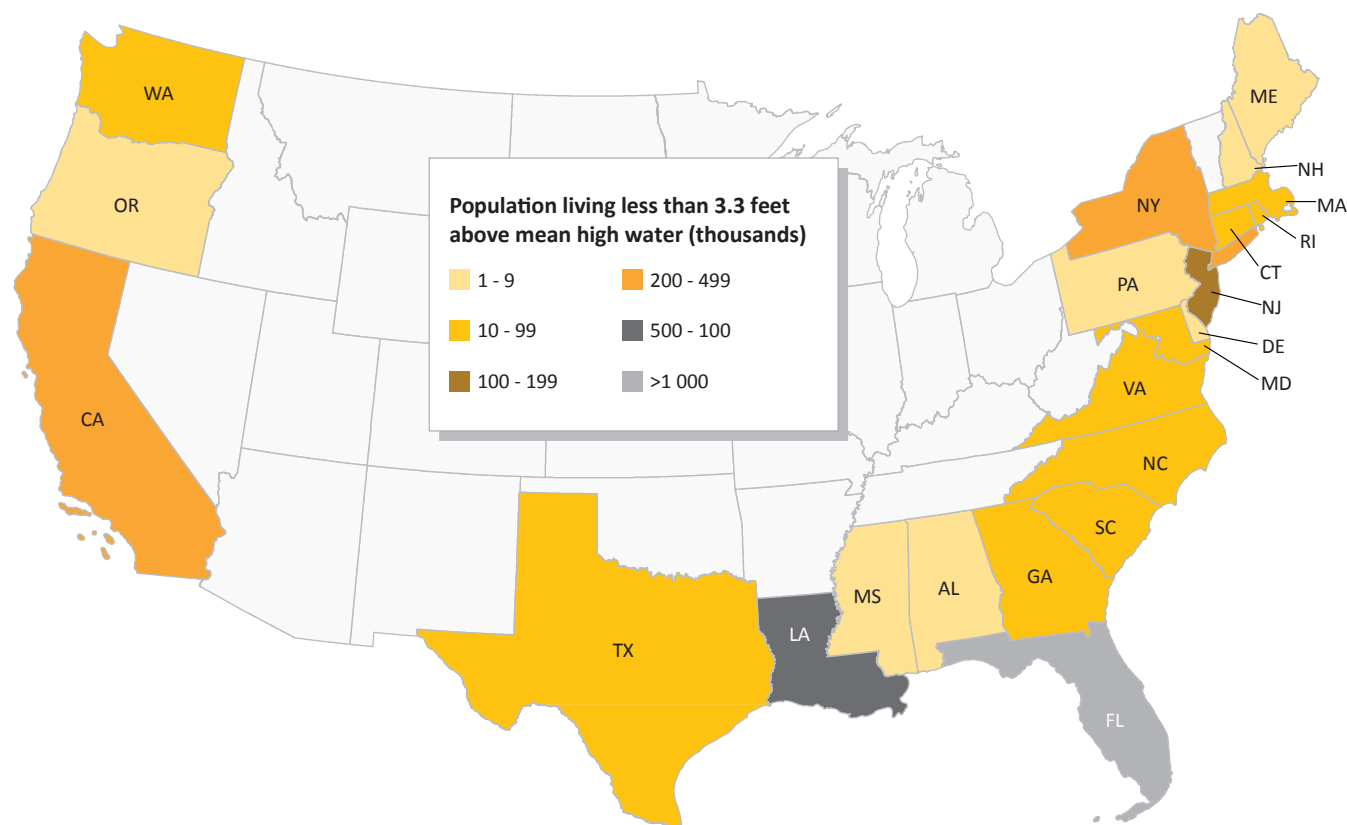 WA
OR
CA
TX
LA
MS
AL
GA
FL
SC
NC
VA
PA
NY
ME
NH
MA
RI
CT
NJ
DE
MD
Population living less than 3.3 feet
above mean high water (thousands)
1 - 9
10 - 99
100 - 199
200 - 499
500 - 100
>1 000